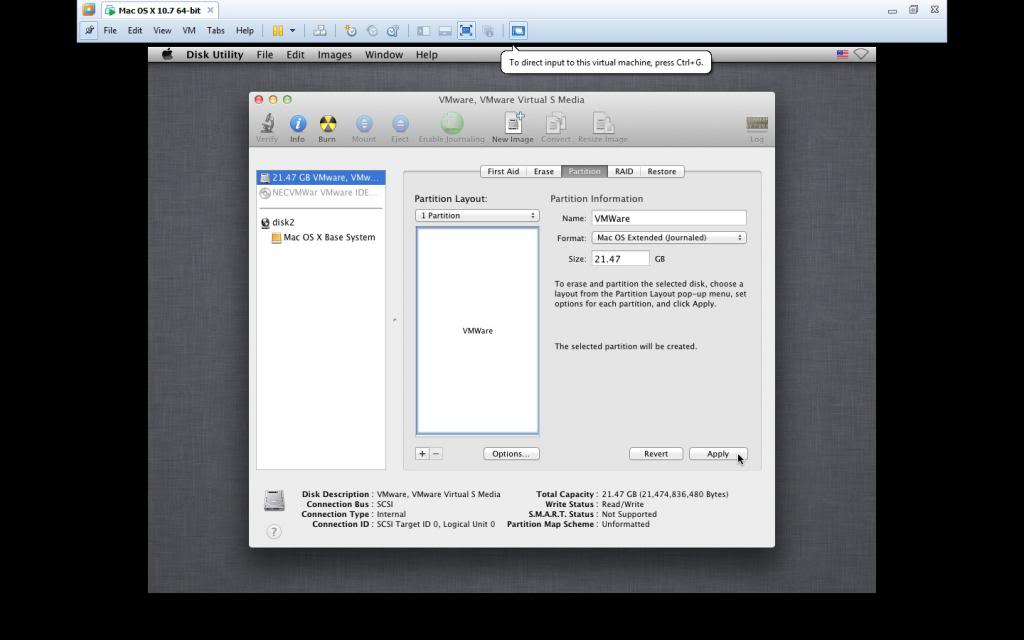 Mac OS X 10.7 64-bit
File Edit View VM Tabs Help
Disk Utility File Edit Images Window Help
To direct input to this virtual machine, press Ctrl+G.
VMware, VMware Virtual S Media
Verify Info Burn Mount Eject Enable Journaling New Image Convert Resize Image Log
First Aid Erase Partition RAID Restore
21.47 GB VMware, VMw...
NECVMWar VMware IDE...
disk2
Mac OS X Base System
Partition Layout:
1 Partition
VMWare
+ − Options...
Partition Information
Name: VMWare
Format: Mac OS Extended (Journaled)
Size: 21.47 GB
To erase and partition the selected disk, choose a
layout from the Partition Layout pop-up menu, set
options for each partition, and click Apply.
The selected partition will be created.
Revert Apply
Disk Description : VMware, VMware Virtual S Media
Connection Bus : SCSI
Connection Type : Internal
Connection ID : SCSI Target ID 0, Logical Unit 0
Total Capacity : 21.47 GB (21,474,836,480 Bytes)
Write Status : Read/Write
S.M.A.R.T. Status : Not Supported
Partition Map Scheme : Unformatted
?